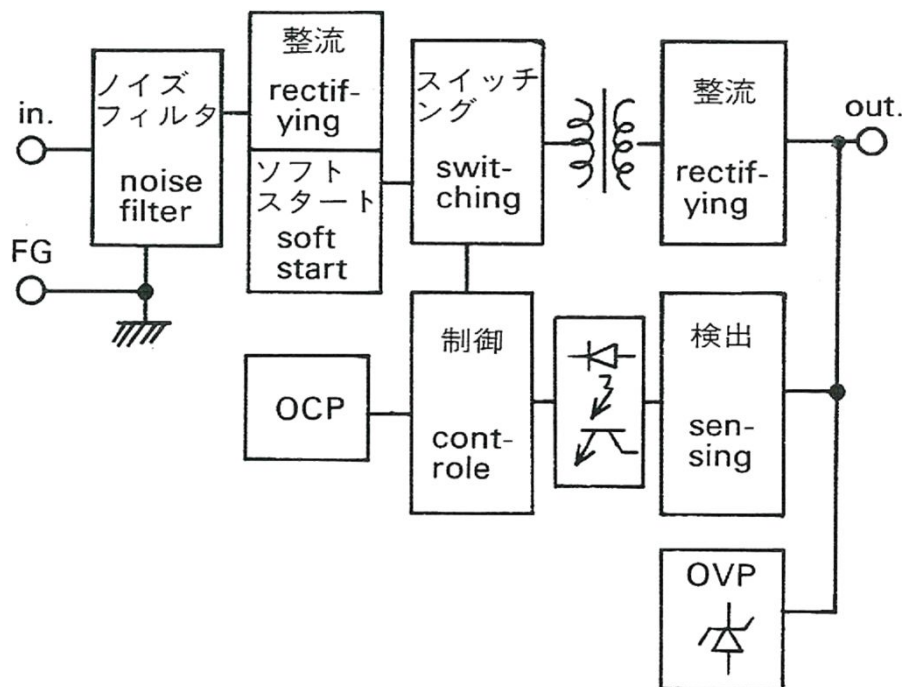 in.
FG
ノイズ
フィルタ
noise
filter
整流
rectif-
ying
ソフト
スタート
soft
start
スイッチ
ング
swit-
ching
整流
rectif-
ying
out.
OCP
制御
cont-
role
検出
sen-
sing
OVP